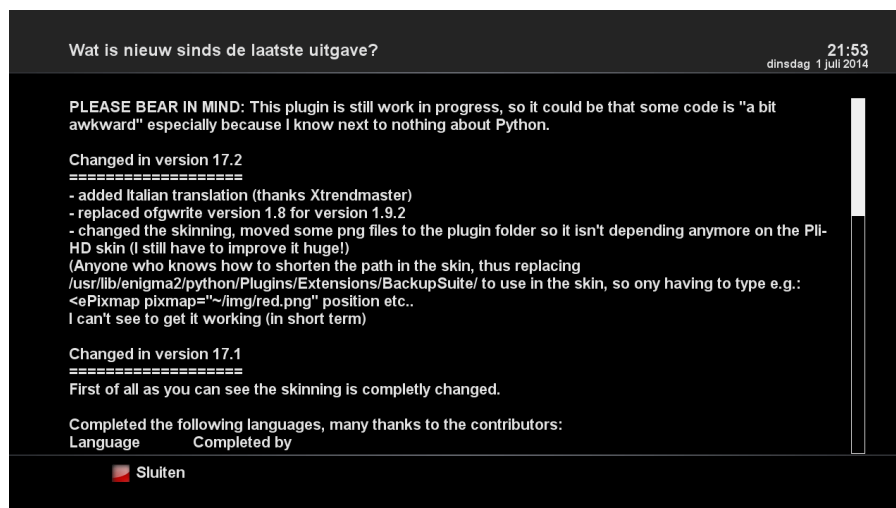 Wat is nieuw sinds de laatste uitgave?
21:53
dinsdag 1 juli 2014
PLEASE BEAR IN MIND: This plugin is still work in progress, so it could be that some code is "a bit
awkward" especially because I know next to nothing about Python.
Changed in version 17.2
===================
- added Italian translation (thanks Xtrendmaster)
- replaced ofgwrite version 1.8 for version 1.9.2
- changed the skinning, moved some png files to the plugin folder so it isn't depending anymore on the Pli-
HD skin (I still have to improve it huge!)
(Anyone who knows how to shorten the path in the skin, thus replacing
/usr/lib/enigma2/python/Plugins/Extensions/BackupSuite/ to use in the skin, so ony having to type e.g.:
<ePixmap pixmap="~/img/red.png" position etc..
I can't see to get it working (in short term)
Changed in version 17.1
===================
First of all as you can see the skinning is completly changed.
Completed the following languages, many thanks to the contributors:
Language Completed by
Sluiten